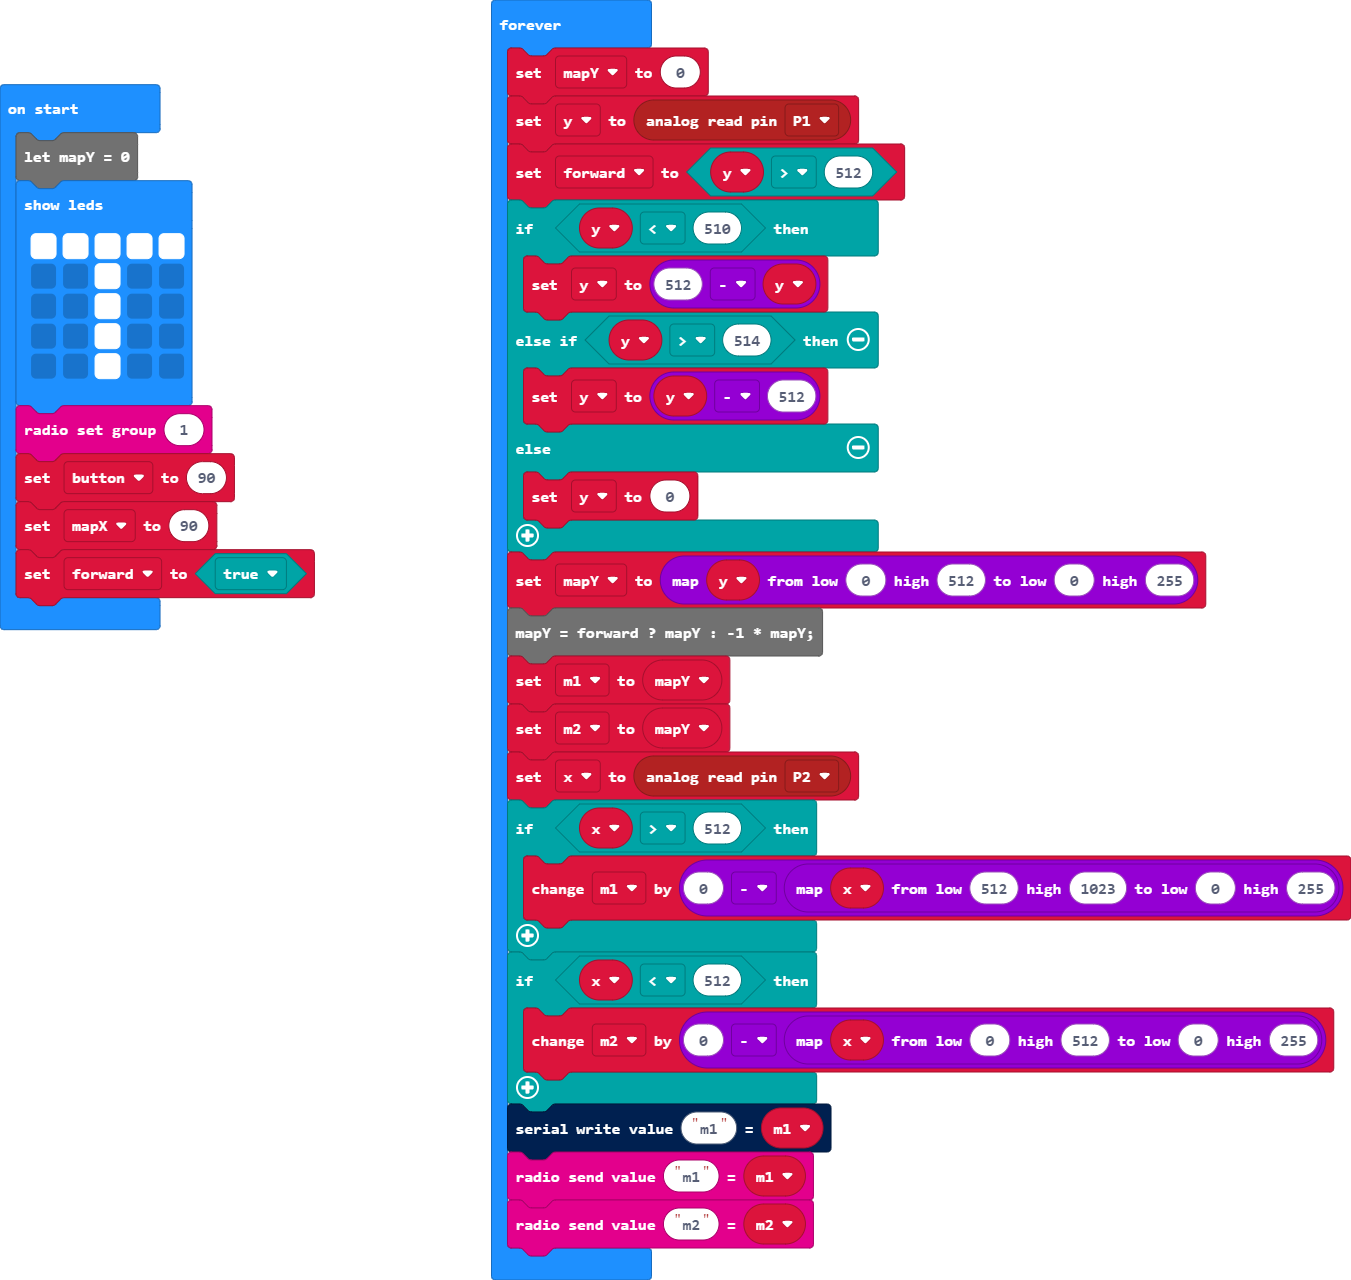 on start
let mapY = 0
show leds
radio set group 1
set button to 90
set mapX to 90
set forward to true
forever
set mapY to 0
set y to analog read pin P1
set forward to y > 512
if y < 510 then
set y to 512 - y
else if y > 514 then
set y to y - 512
else
set y to 0
set mapY to map y from low 0 high 512 to low 0 high 255
mapY = forward ? mapY : -1 * mapY;
set m1 to mapY
set m2 to mapY
set x to analog read pin P2
if x > 512 then
change m1 by 0 - map x from low 512 high 1023 to low 0 high 255
if x < 512 then
change m2 by 0 - map x from low 0 high 512 to low 0 high 255
serial write value "m1" = m1
radio send value "m1" = m1
radio send value "m2" = m2